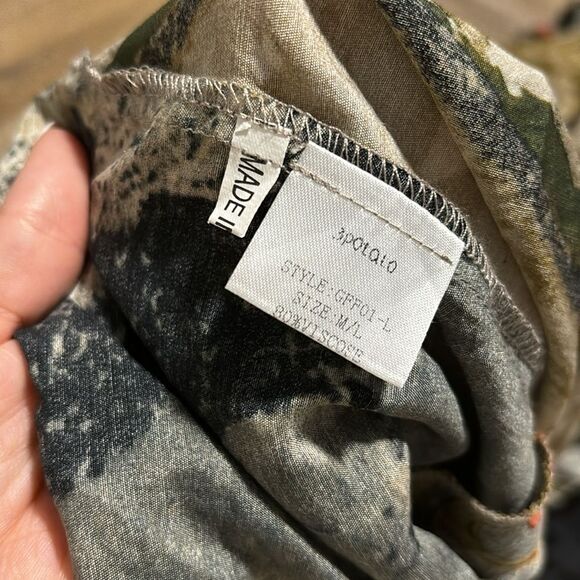 MADE I
3potato
STYLE:GFF01-L
SIZE:M/L
80%VISCOSE